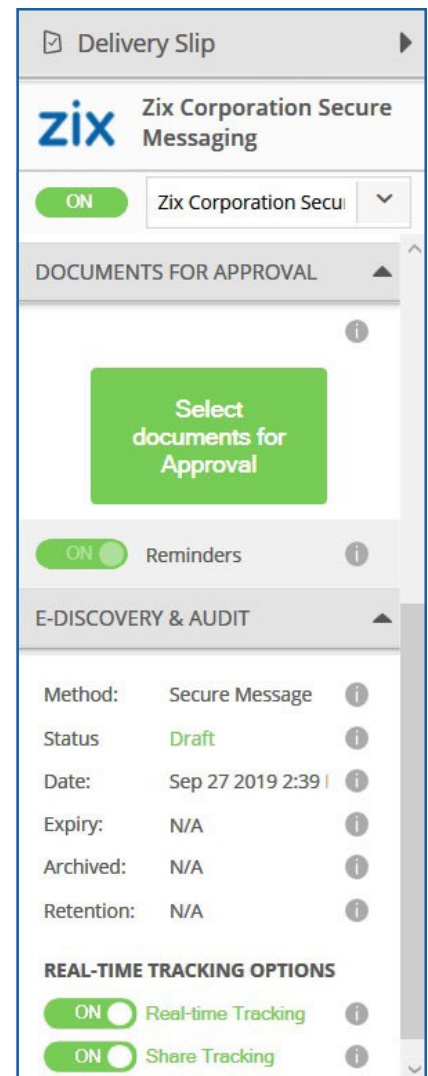 Delivery Slip
zix
Zix Corporation Secure
Messaging
ON
Zix Corporation Secu
DOCUMENTS FOR APPROVAL
Select
documents for
Approval
ON Reminders
E-DISCOVERY & AUDIT
Method: Secure Message
Status Draft
Date: Sep 27 2019 2:39
Expiry: N/A
Archived: N/A
Retention: N/A
REAL-TIME TRACKING OPTIONS
ON Real-time Tracking
ON Share Tracking